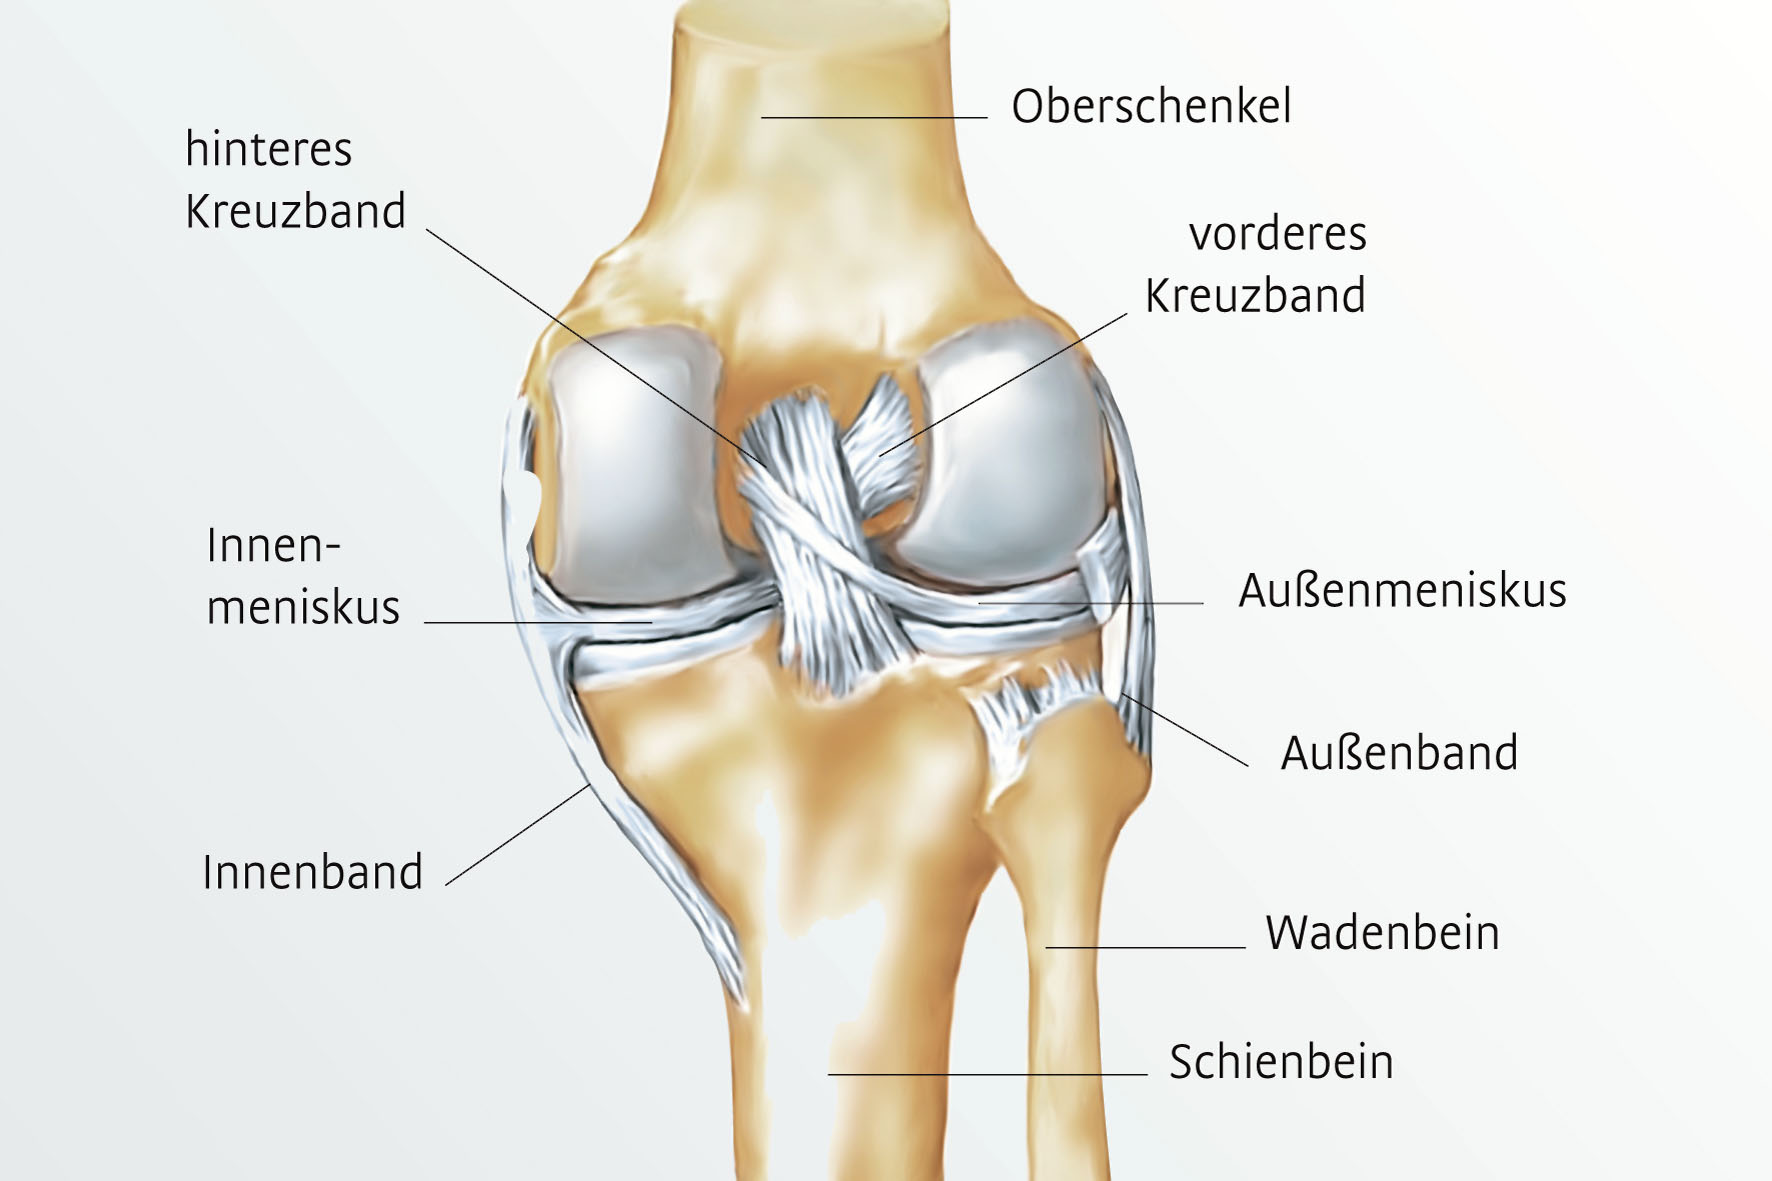 Oberschenkel
hinteres
Kreuzband
vorderes
Kreuzband
Innen-
meniskus
Außenmeniskus
Außenband
Innenband
Wadenbein
Schienbein